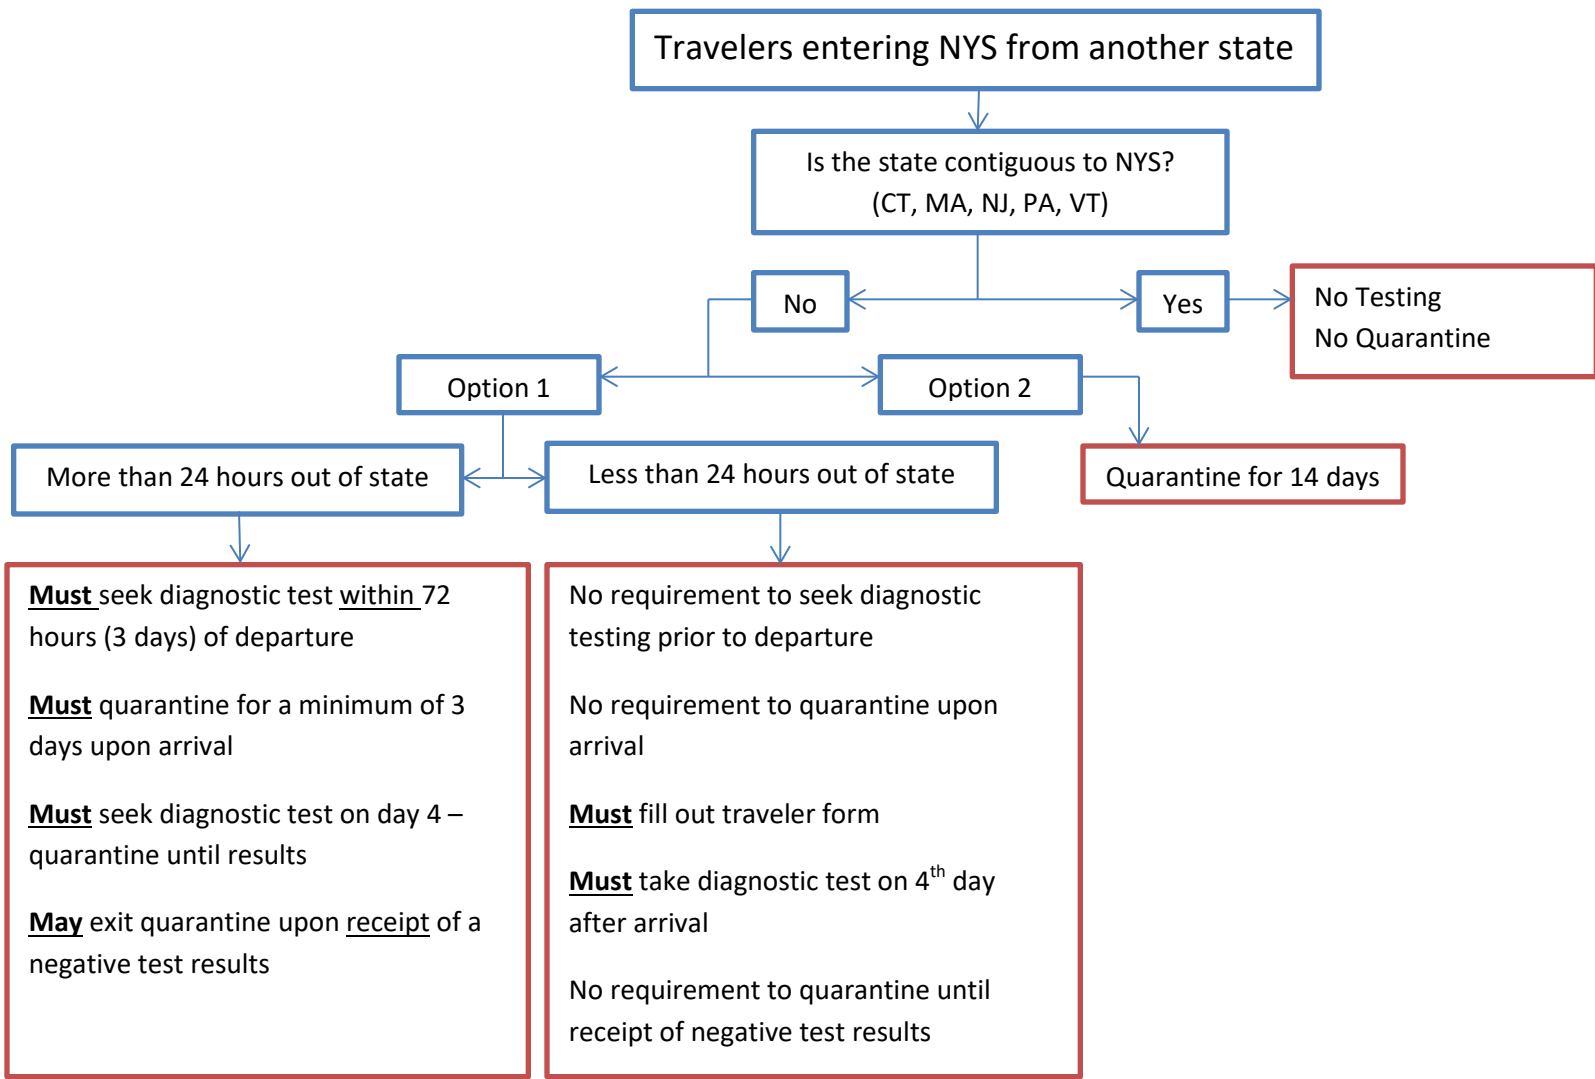 Travelers entering NYS from another state
Is the state contiguous to NYS?
(CT, MA, NJ, PA, VT)
No
Yes
No Testing
No Quarantine
Option 1
Option 2
More than 24 hours out of state
Less than 24 hours out of state
Quarantine for 14 days
Must seek diagnostic test within 72
hours (3 days) of departure
Must quarantine for a minimum of 3
days upon arrival
Must seek diagnostic test on day 4 –
quarantine until results
May exit quarantine upon receipt of a
negative test results
No requirement to seek diagnostic
testing prior to departure
No requirement to quarantine upon
arrival
Must fill out traveler form
Must take diagnostic test on 4th day
after arrival
No requirement to quarantine until
receipt of negative test results